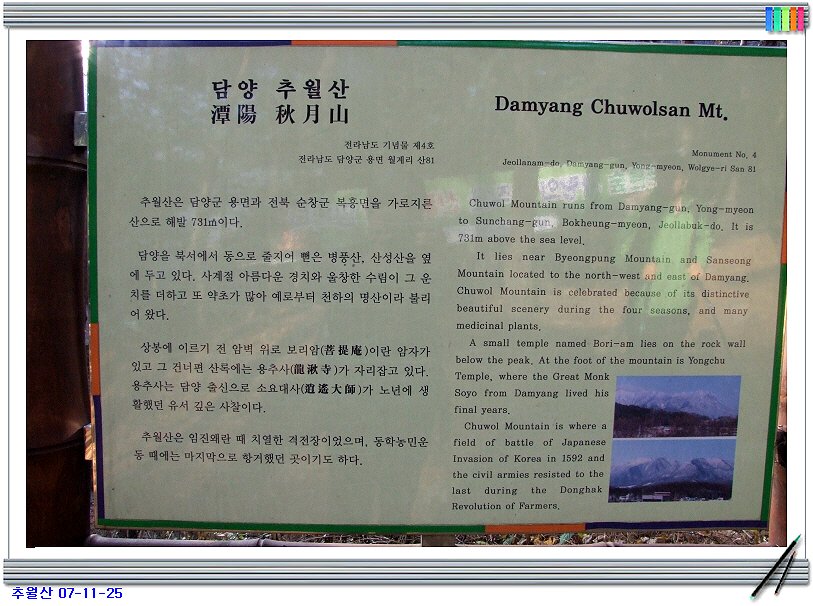 담양 추월산
潭陽 秋月山
전라남도 기념물 제4호
전라남도 담양군 용면 월계리 산81
추월산은 담양군 용면과 전북 순창군 복흥면을 가로지른
산으로 해발 731m이다.
담양을 북서에서 동으로 줄지어 뻗은 병풍산, 산성산을 옆
에 두고 있다. 사계절 아름다운 경치와 울창한 수림이 그 운
치를 더하고 또 약초가 많아 예로부터 천하의 명산이라 불리
어 왔다.
상봉에 이르기 전 암벽 위로 보리암(菩提庵)이란 암자가
있고 그 건너편 산록에는 용추사(龍湫寺)가 자리잡고 있다.
용추사는 담양 출신으로 소요대사(逍遙大師)가 노년에 생
활했던 유서 깊은 사찰이다.
추월산은 임진왜란 때 치열한 격전장이었으며, 동학농민운
동 때에는 마지막으로 항거했던 곳이기도 하다.
Damyang Chuwolsan Mt.
Monument No. 4
Jeollanam-do, Damyang-gun, Yong-myeon, Wolgye-ri San 81
Chuwol Mountain runs from Damyang-gun, Yong-myeon
to Sunchang-gun, Bokheung-myeon, Jeollabuk-do. It is
731m above the sea level.
It lies near Byeongpung Mountain and Sanseong
Mountain located to the north-west and east of Damyang.
Chuwol Mountain is celebrated because of its distinctive
beautiful scenery during the four seasons, and many
medicinal plants.
A small temple named Bori-am lies on the rock wall
below the peak. At the foot of the mountain is Yongchu
Temple, where the Great Monk
Soyo from Damyang lived his
final years.
Chuwol Mountain is where a
field of battle of Japanese
Invasion of Korea in 1592 and
the civil armies resisted to the
last during the Donghak
Revolution of Farmers.
추월산 07-11-25